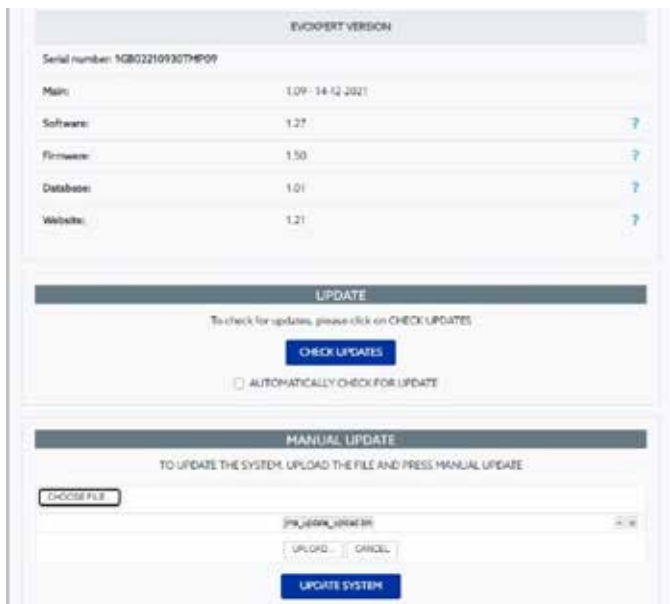 EVOXPERT VERSION
Serial number: 1GB02210930TMP09
Main: 1.09 - 14-12-2021
Software: 1.27 ?
Firmware: 1.50 ?
Database: 1.01 ?
Website: 1.21 ?
UPDATE
To check for updates, please click on CHECK UPDATES
CHECK UPDATES
AUTOMATICALLY CHECK FOR UPDATE
MANUAL UPDATE
TO UPDATE THE SYSTEM, UPLOAD THE FILE AND PRESS MANUAL UPDATE
CHOOSE FILE...
UPLOAD... CANCEL
UPDATE SYSTEM